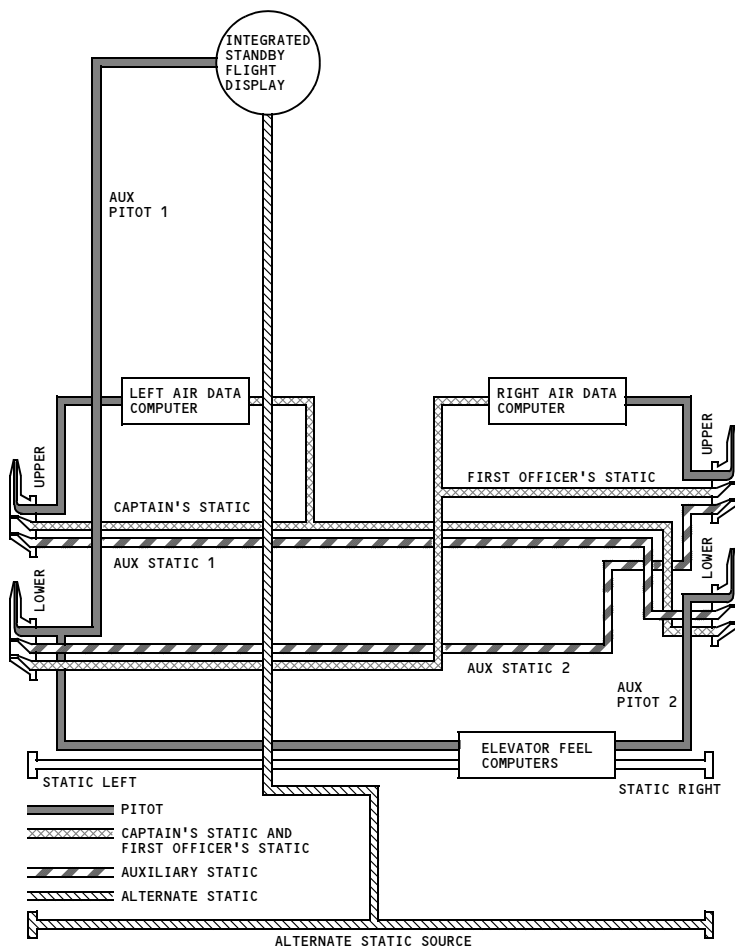 INTEGRATED
STANDBY
FLIGHT
DISPLAY
AUX
PITOT 1
LEFT AIR DATA
COMPUTER
RIGHT AIR DATA
COMPUTER
UPPER
UPPER
FIRST OFFICER'S STATIC
CAPTAIN'S STATIC
AUX STATIC 1
LOWER
LOWER
AUX STATIC 2
AUX
PITOT 2
ELEVATOR FEEL
COMPUTERS
STATIC LEFT
STATIC RIGHT
PITOT
CAPTAIN'S STATIC AND
FIRST OFFICER'S STATIC
AUXILIARY STATIC
ALTERNATE STATIC
ALTERNATE STATIC SOURCE